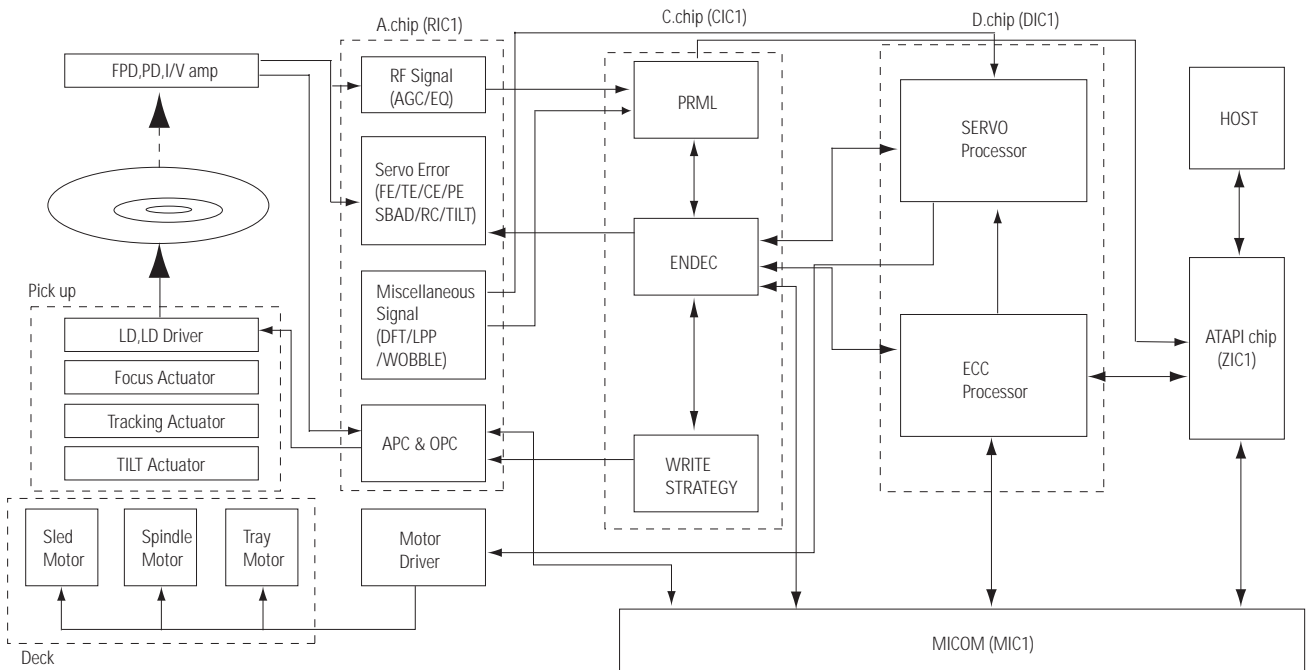 A.chip (RIC1)
C.chip (CIC1)
D.chip (DIC1)
FPD,PD,I/V amp
RF Signal
(AGC/EQ)
PRML
SERVO
Processor
HOST
Servo Error
(FE/TE/CE/PE
SBAD/RC/TILT)
ENDEC
Miscellaneous
Signal
(DFT/LPP
/WOBBLE)
Pick up
LD,LD Driver
Focus Actuator
Tracking Actuator
TILT Actuator
ECC
Processor
ATAPI chip
(ZIC1)
APC & OPC
WRITE
STRATEGY
Sled
Motor
Spindle
Motor
Tray
Motor
Motor
Driver
Deck
MICOM (MIC1)